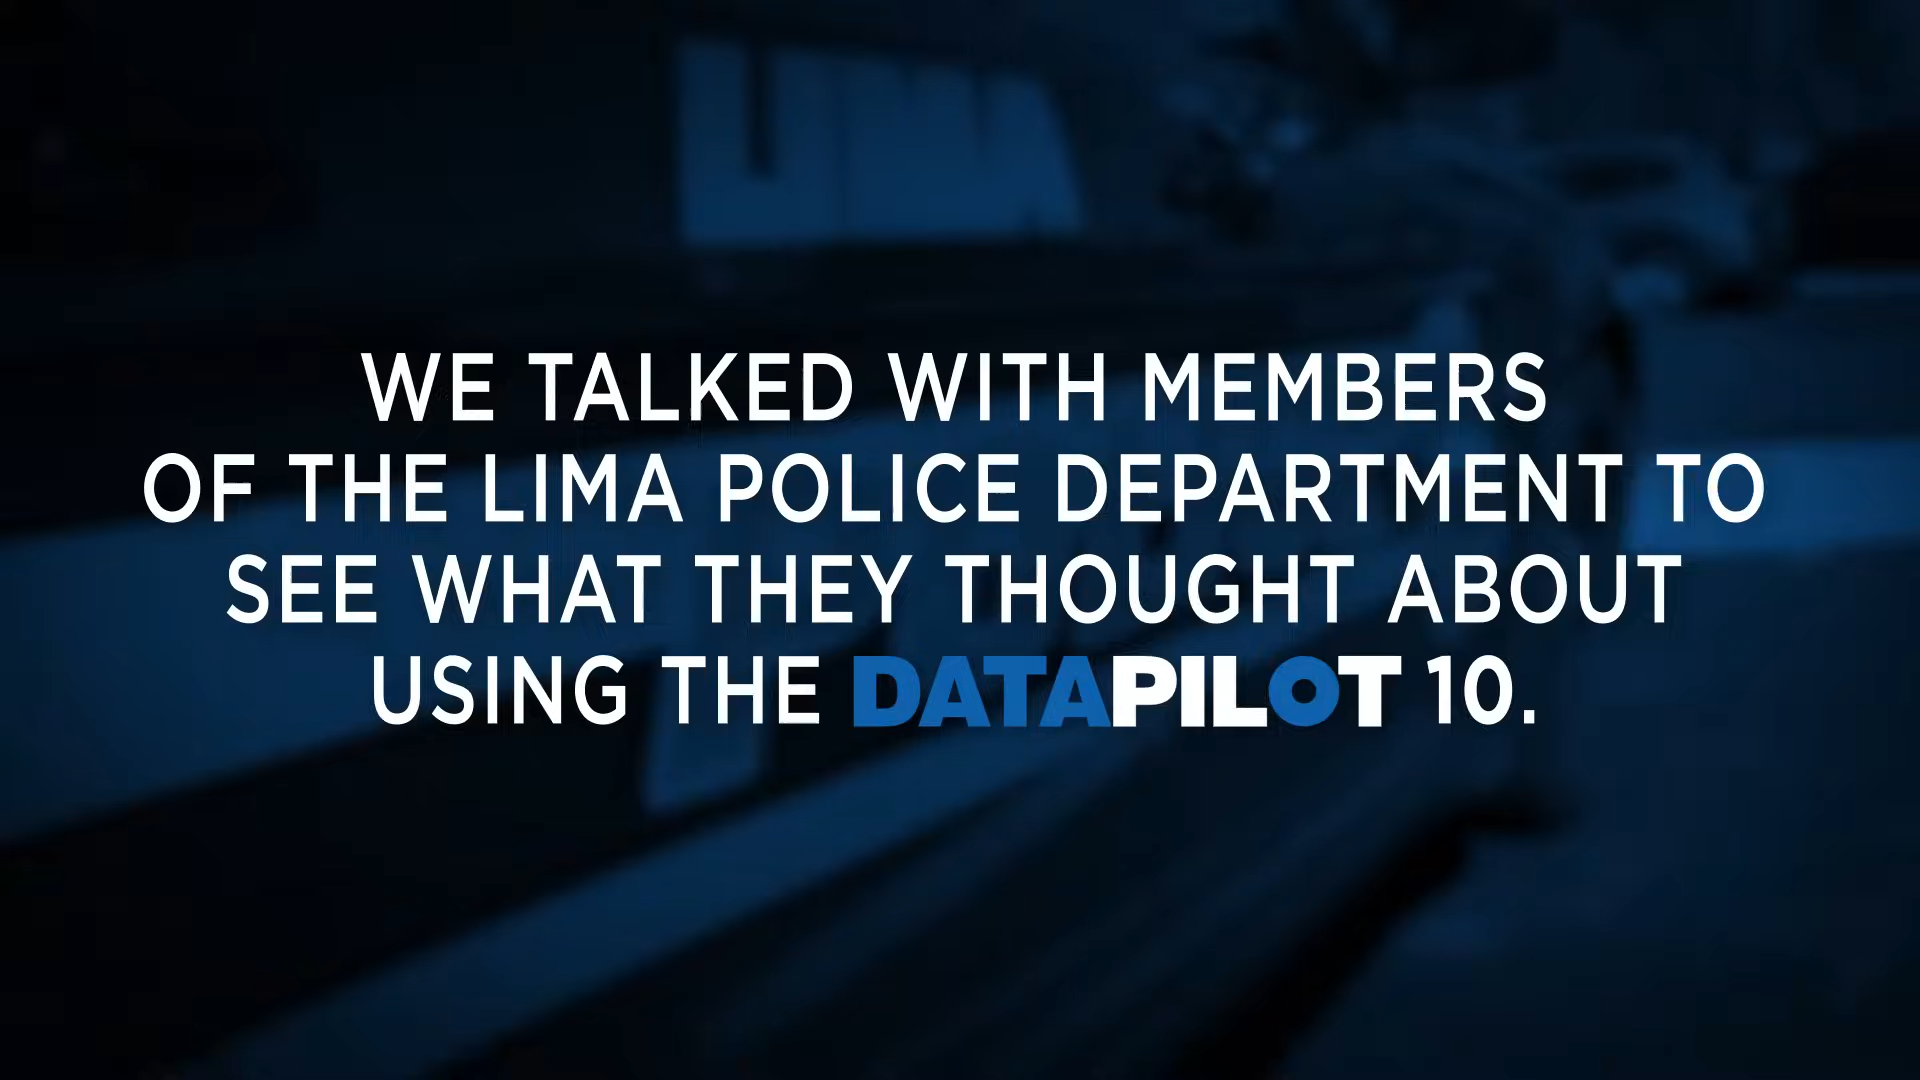 WE TALKED WITH MEMBERS
OF THE LIMA POLICE DEPARTMENT TO
SEE WHAT THEY THOUGHT ABOUT
USING THE DATAPILOT 10.